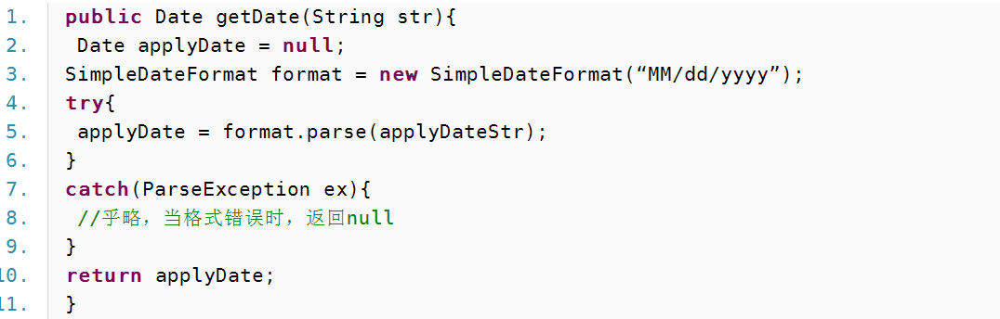 1. public Date getDate(String str){
2. Date applyDate = null;
3. SimpleDateFormat format = new SimpleDateFormat(“MM/dd/yyyy”);
4. try{
5. applyDate = format.parse(applyDateStr);
6. }
7. catch(ParseException ex){
8. //乎略，当格式错误时，返回null
9. }
10. return applyDate;
11. }